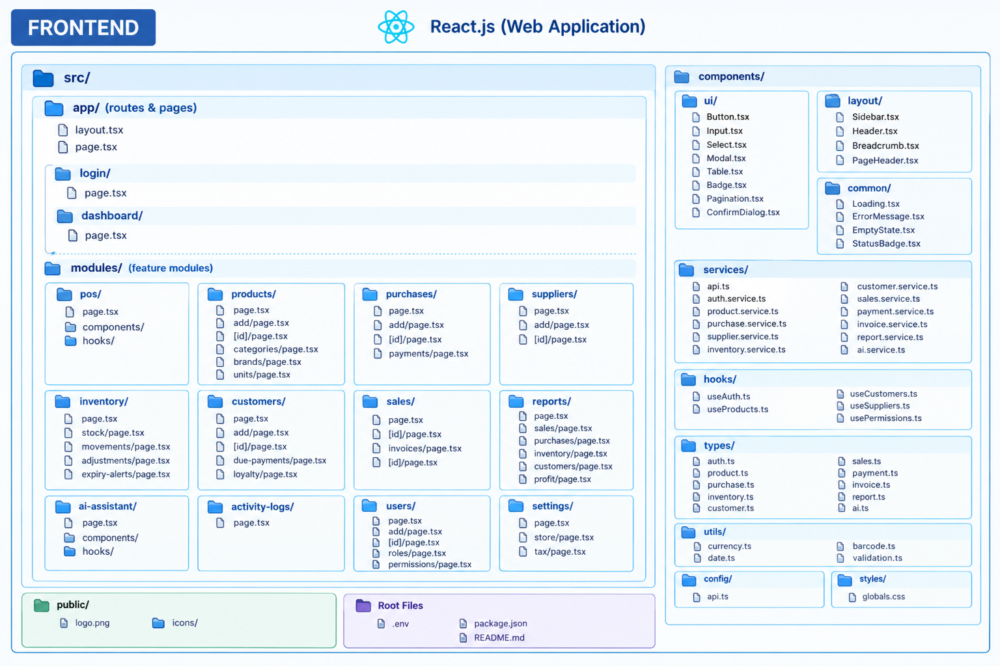 FRONTEND
React.js (Web Application)
src/
app/ (routes & pages)
layout.tsx
page.tsx
login/
page.tsx
dashboard/
page.tsx
modules/ (feature modules)
pos/
page.tsx
components/
hooks/
products/
page.tsx
add/page.tsx
[id]/page.tsx
categories/page.tsx
brands/page.tsx
units/page.tsx
purchases/
page.tsx
add/page.tsx
[id]/page.tsx
payments/page.tsx
suppliers/
page.tsx
add/page.tsx
[id]/page.tsx
inventory/
page.tsx
stock/page.tsx
movements/page.tsx
adjustments/page.tsx
expiry-alerts/page.tsx
customers/
page.tsx
add/page.tsx
[id]/page.tsx
due-payments/page.tsx
loyalty/page.tsx
sales/
page.tsx
[id]/page.tsx
invoices/page.tsx
[id]/page.tsx
reports/
page.tsx
sales/page.tsx
purchases/page.tsx
inventory/page.tsx
customers/page.tsx
profit/page.tsx
ai-assistant/
page.tsx
components/
hooks/
activity-logs/
page.tsx
users/
page.tsx
add/page.tsx
[id]/page.tsx
roles/page.tsx
permissions/page.tsx
settings/
page.tsx
store/page.tsx
tax/page.tsx
public/
logo.png
icons/
Root Files
.env
package.json
README.md
components/
ui/
Button.tsx
Input.tsx
Select.tsx
Modal.tsx
Table.tsx
Badge.tsx
Pagination.tsx
ConfirmDialog.tsx
layout/
Sidebar.tsx
Header.tsx
Breadcrumb.tsx
PageHeader.tsx
common/
Loading.tsx
ErrorMessage.tsx
EmptyState.tsx
StatusBadge.tsx
services/
api.ts
auth.service.ts
product.service.ts
purchase.service.ts
supplier.service.ts
inventory.service.ts
customer.service.ts
sales.service.ts
payment.service.ts
invoice.service.ts
report.service.ts
ai.service.ts
hooks/
useAuth.ts
useProducts.ts
useCustomers.ts
useSuppliers.ts
usePermissions.ts
types/
auth.ts
product.ts
purchase.ts
inventory.ts
customer.ts
sales.ts
payment.ts
invoice.ts
report.ts
ai.ts
utils/
currency.ts
date.ts
barcode.ts
validation.ts
config/
api.ts
styles/
globals.css